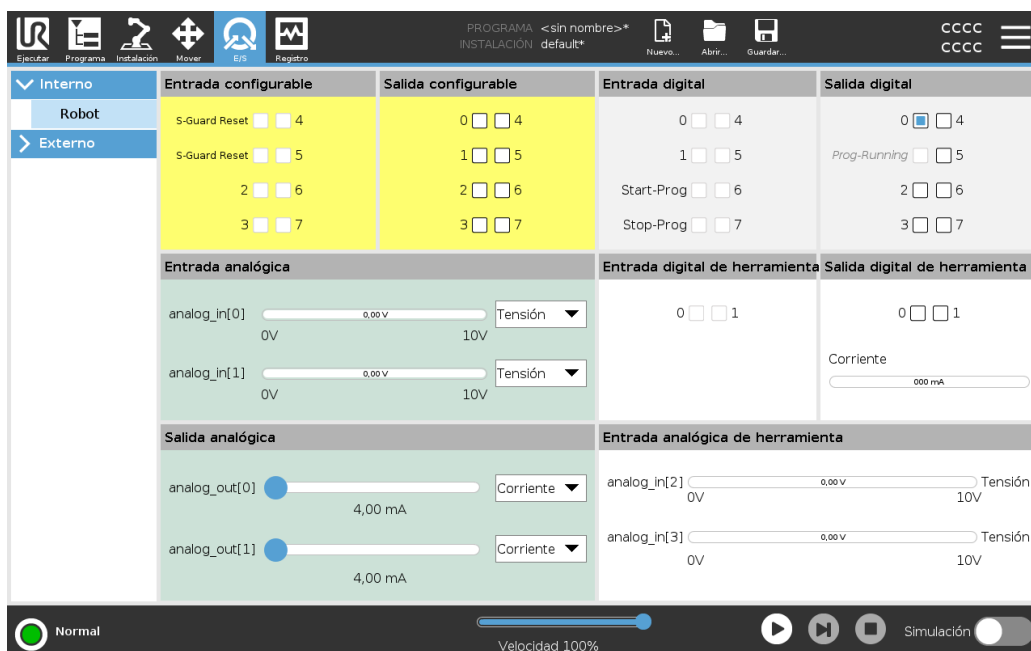 UR
PROGRAMA <sin nombre>*
INSTALACIÓN default*
CCCC
CCCC
Ejecutar Programa Instalación Mover E/S Registro Nuevo... Abrir... Guardar...
Interno
Robot
Externo
Entrada configurable
S-Guard Reset 4
S-Guard Reset 5
2 6
3 7
Salida configurable
0 4
1 5
2 6
3 7
Entrada digital
0 4
1 5
Start-Prog 6
Stop-Prog 7
Salida digital
0 4
Prog-Running 5
2 6
3 7
Entrada analógica
analog_in[0] 0,00 V Tensión
0V 10V
analog_in[1] 0,00 V Tensión
0V 10V
Entrada digital de herramienta
0 1
Salida digital de herramienta
0 1
Corriente
000 mA
Salida analógica
analog_out[0] Corriente
4,00 mA
analog_out[1] Corriente
4,00 mA
Entrada analógica de herramienta
analog_in[2] 0,00 V Tensión
0V 10V
analog_in[3] 0,00 V Tensión
0V 10V
Normal
Velocidad 100%
Simulación